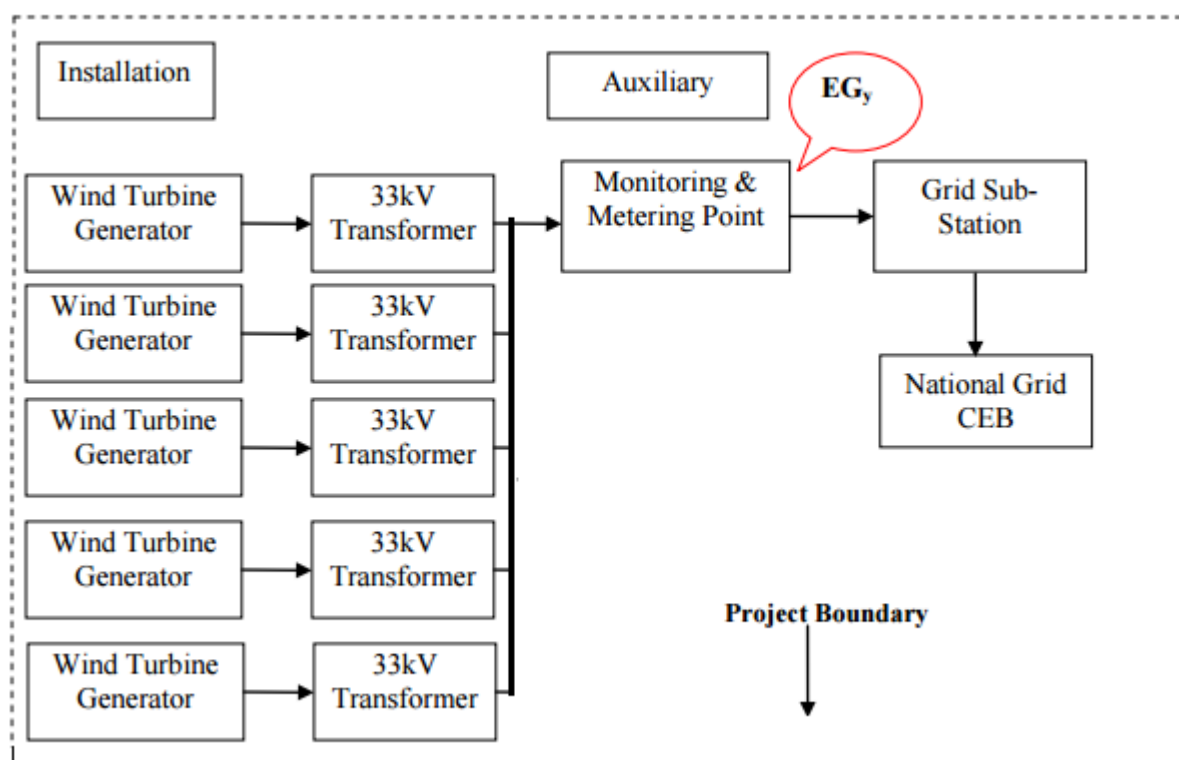 Installation
Auxiliary
EGy
Wind Turbine
Generator
33kV
Transformer
Monitoring &
Metering Point
Grid Sub-
Station
Wind Turbine
Generator
33kV
Transformer
National Grid
CEB
Wind Turbine
Generator
33kV
Transformer
Wind Turbine
Generator
33kV
Transformer
Project Boundary
Wind Turbine
Generator
33kV
Transformer